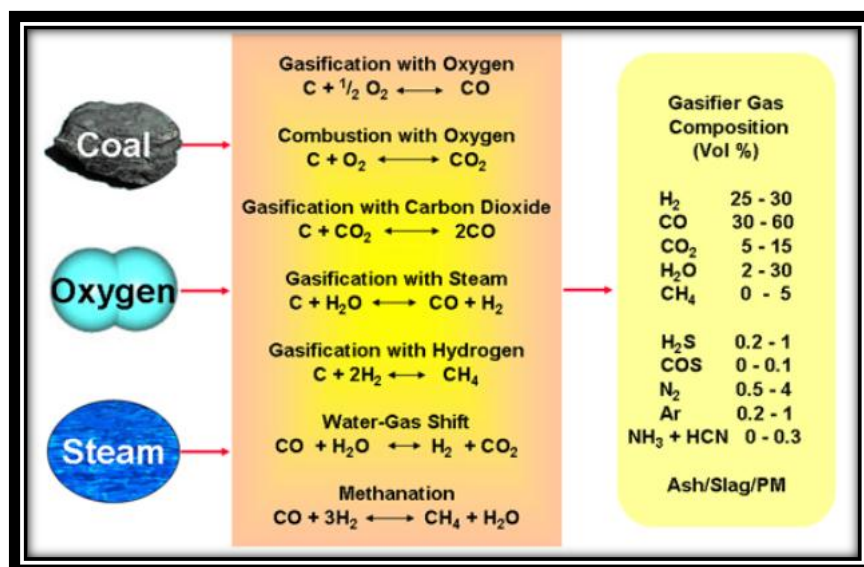 Coal
Oxygen
Steam
Gasification with Oxygen
C + ¹/₂ O₂ ⟷ CO
Combustion with Oxygen
C + O₂ ⟷ CO₂
Gasification with Carbon Dioxide
C + CO₂ ⟷ 2CO
Gasification with Steam
C + H₂O ⟷ CO + H₂
Gasification with Hydrogen
C + 2H₂ ⟷ CH₄
Water-Gas Shift
CO + H₂O ⟷ H₂ + CO₂
Methanation
CO + 3H₂ ⟷ CH₄ + H₂O
Gasifier Gas
Composition
(Vol %)
H₂ 25 - 30
CO 30 - 60
CO₂ 5 - 15
H₂O 2 - 30
CH₄ 0 - 5
H₂S 0.2 - 1
COS 0 - 0.1
N₂ 0.5 - 4
Ar 0.2 - 1
NH₃ + HCN 0 - 0.3
Ash/Slag/PM